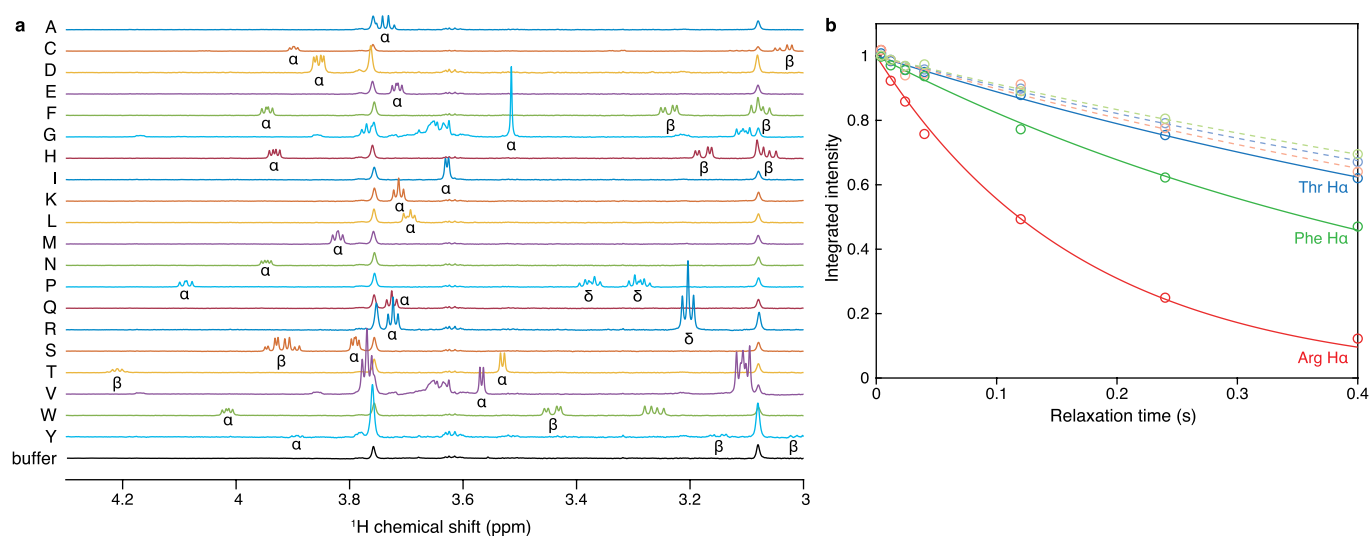 a
A
α
C
α
β
D
α
E
α
F
α
β
β
G
α
H
α
β
β
I
α
K
α
L
α
M
α
N
α
P
α
δ
δ
Q
α
R
α
δ
S
β
α
T
β
α
V
α
W
α
β
Y
α
β
β
buffer
4.2
4
3.8
3.6
3.4
3.2
3
¹H chemical shift (ppm)
b
Integrated intensity
1
0.8
0.6
0.4
0.2
0
Thr Hα
Phe Hα
Arg Hα
0
0.1
0.2
0.3
0.4
Relaxation time (s)